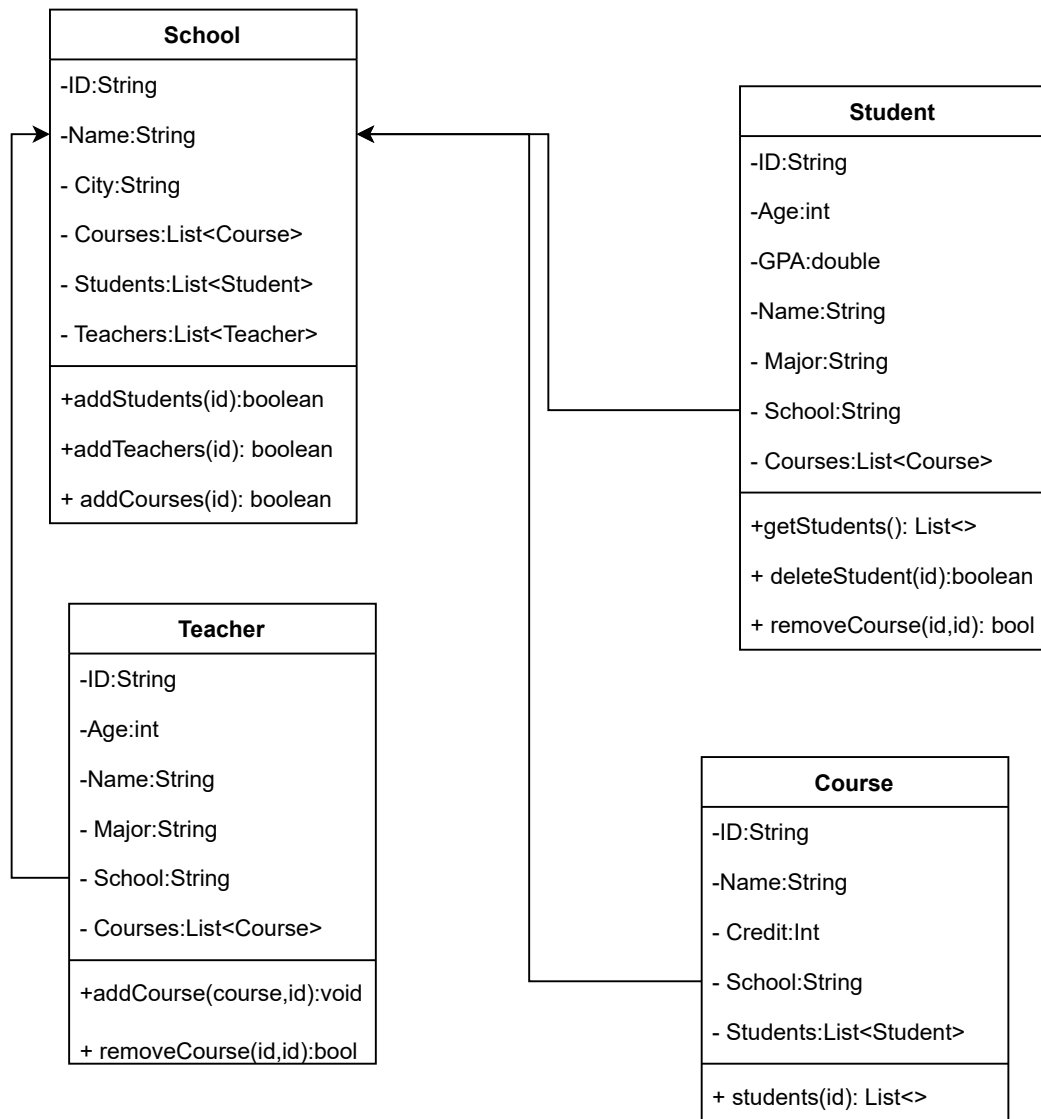 School
-ID:String
-Name:String
- City:String
- Courses:List<Course>
- Students:List<Student>
- Teachers:List<Teacher>
+addStudents(id):boolean
+addTeachers(id): boolean
+ addCourses(id): boolean
Student
-ID:String
-Age:int
-GPA:double
-Name:String
- Major:String
- School:String
- Courses:List<Course>
+getStudents(): List<>
+ deleteStudent(id):boolean
+ removeCourse(id,id): bool
Teacher
-ID:String
-Age:int
-Name:String
- Major:String
- School:String
- Courses:List<Course>
+addCourse(course,id):void
+ removeCourse(id,id):bool
Course
-ID:String
-Name:String
- Credit:Int
- School:String
- Students:List<Student>
+ students(id): List<>